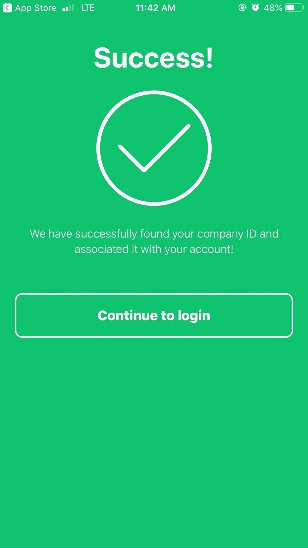 App Store LTE 11:42 AM 48%
Success!
We have successfully found your company ID and
associated it with your account!
Continue to login